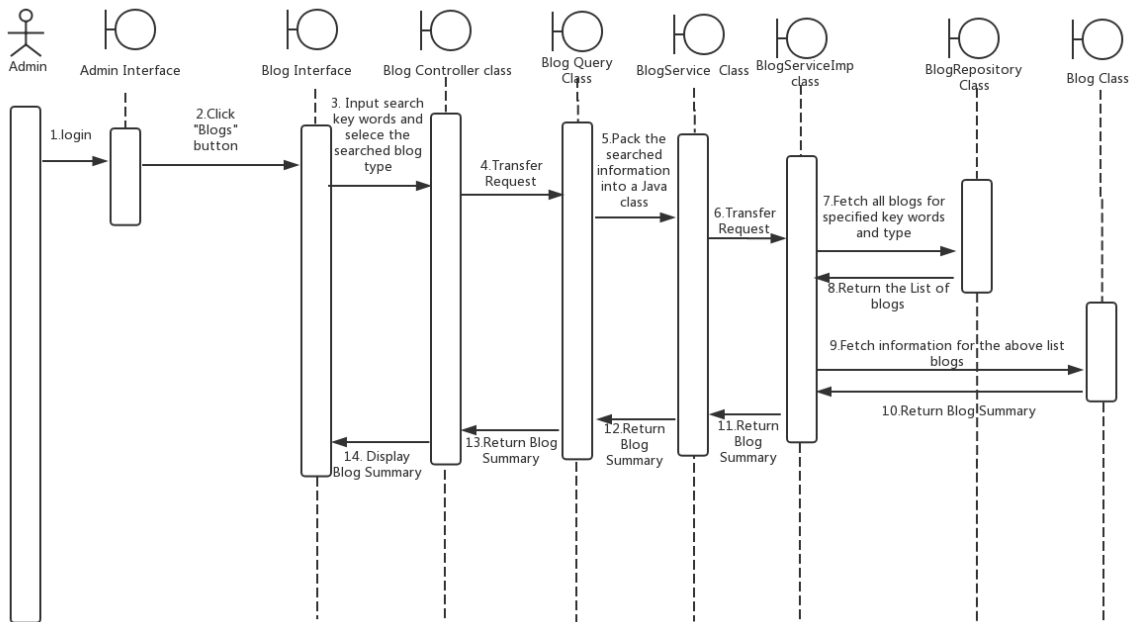 Admin
Admin Interface
Blog Interface
Blog Controller class
Blog Query
Class
BlogService Class
BlogServiceImp
class
BlogRepository
Class
Blog Class
1.login
2.Click
"Blogs"
button
3. Input search
key words and
selece the
searched blog
type
4.Transfer
Request
5.Pack the
searched
information
into a Java
class
6.Transfer
Request
7.Fetch all blogs for
specified key words
and type
8.Return the List of
blogs
9.Fetch information for the above list
blogs
10.Return Blog Summary
11.Return
Blog
Summary
12.Return
Blog
Summary
13.Return Blog
Summary
14. Display
Blog Summary